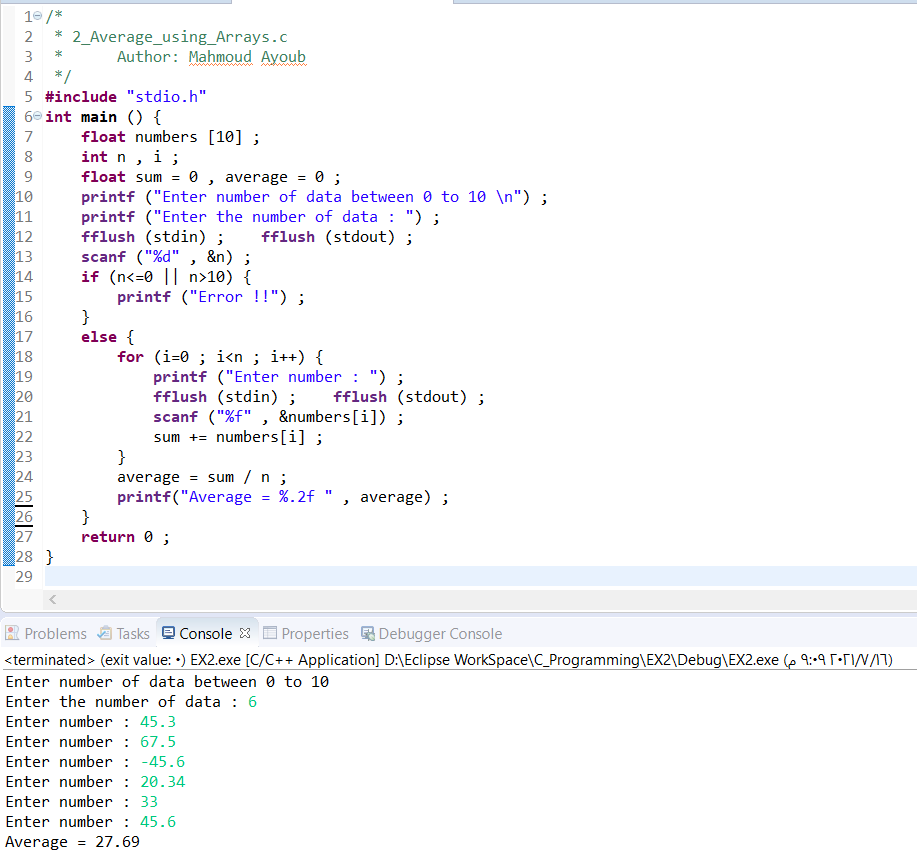 1 /*
2  * 2_Average_using_Arrays.c
3  *      Author: Mahmoud Ayoub
4  */
5 #include "stdio.h"
6 int main () {
7     float numbers [10] ;
8     int n , i ;
9     float sum = 0 , average = 0 ;
10     printf ("Enter number of data between 0 to 10 \n") ;
11     printf ("Enter the number of data : ") ;
12     fflush (stdin) ;    fflush (stdout) ;
13     scanf ("%d" , &n) ;
14     if (n<=0 || n>10) {
15         printf ("Error !!") ;
16     }
17     else {
18         for (i=0 ; i<n ; i++) {
19             printf ("Enter number : ") ;
20             fflush (stdin) ;    fflush (stdout) ;
21             scanf ("%f" , &numbers[i]) ;
22             sum += numbers[i] ;
23         }
24         average = sum / n ;
25         printf("Average = %.2f " , average) ;
26     }
27     return 0 ;
28 }
29
Problems Tasks Console Properties Debugger Console
<terminated> (exit value: ٠) EX2.exe [C/C++ Application] D:\Eclipse WorkSpace\C_Programming\EX2\Debug\EX2.exe (٢٠٢١/٧/١٦ ٩:٠٩ م)
Enter number of data between 0 to 10
Enter the number of data : 6
Enter number : 45.3
Enter number : 67.5
Enter number : -45.6
Enter number : 20.34
Enter number : 33
Enter number : 45.6
Average = 27.69